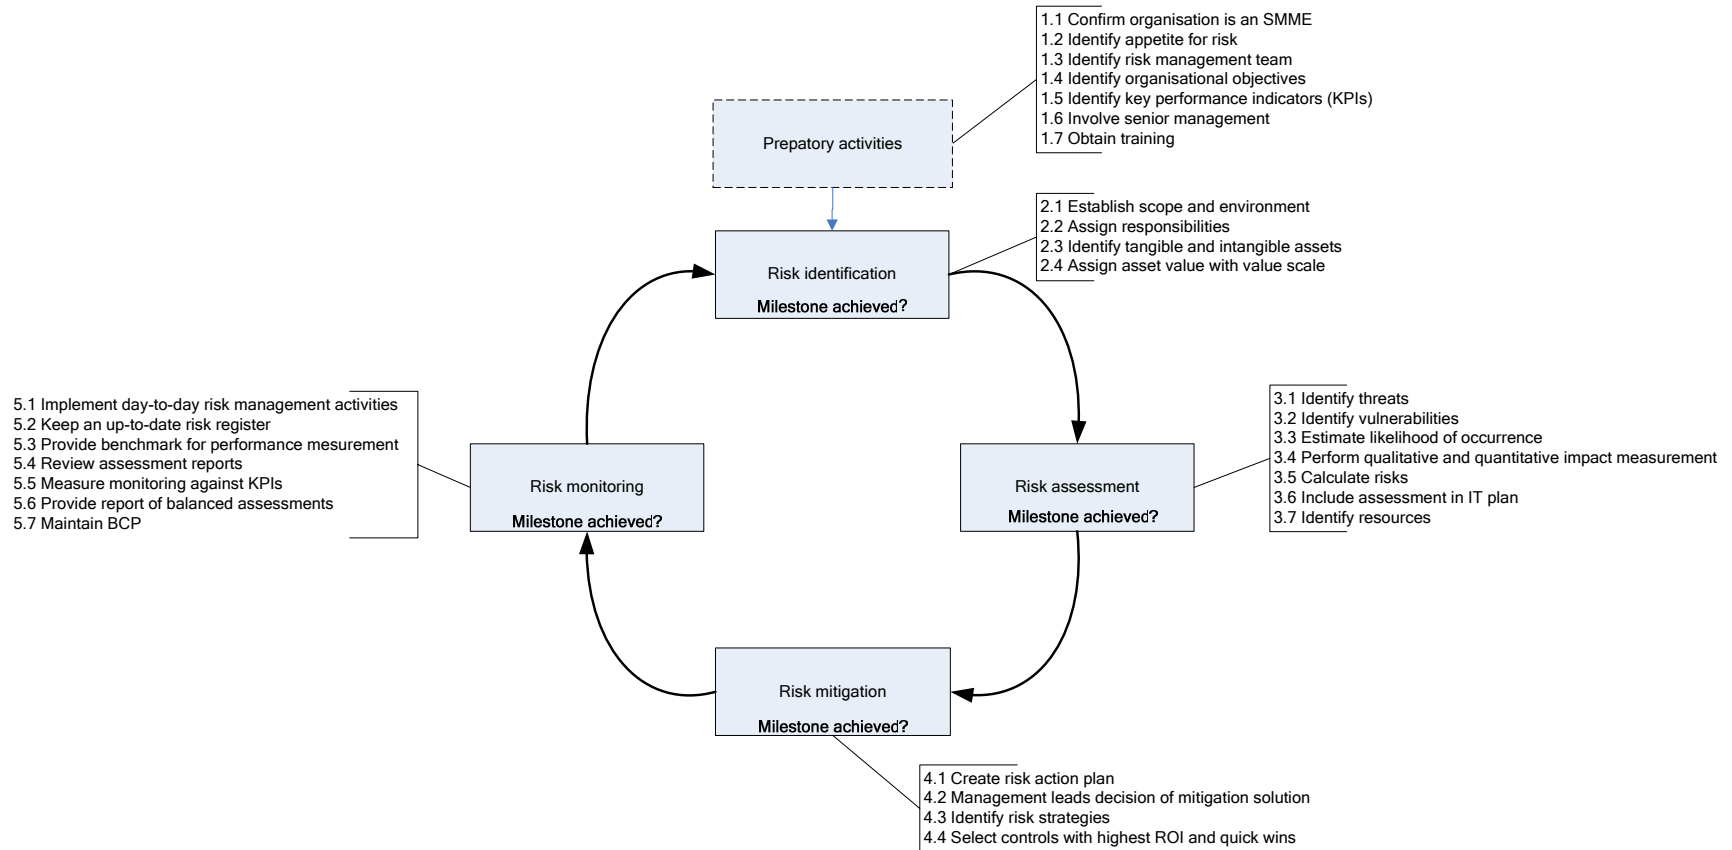 1.1 Confirm organisation is an SMME
1.2 Identify appetite for risk
1.3 Identify risk management team
1.4 Identify organisational objectives
1.5 Identify key performance indicators (KPIs)
1.6 Involve senior management
1.7 Obtain training
Prepatory activities
2.1 Establish scope and environment
2.2 Assign responsibilities
2.3 Identify tangible and intangible assets
2.4 Assign asset value with value scale
Risk identification
Milestone achieved?
5.1 Implement day-to-day risk management activities
5.2 Keep an up-to-date risk register
5.3 Provide benchmark for performance mesurement
5.4 Review assessment reports
5.5 Measure monitoring against KPIs
5.6 Provide report of balanced assessments
5.7 Maintain BCP
Risk monitoring
Milestone achieved?
Risk assessment
Milestone achieved?
3.1 Identify threats
3.2 Identify vulnerabilities
3.3 Estimate likelihood of occurrence
3.4 Perform qualitative and quantitative impact measurement
3.5 Calculate risks
3.6 Include assessment in IT plan
3.7 Identify resources
Risk mitigation
Milestone achieved?
4.1 Create risk action plan
4.2 Management leads decision of mitigation solution
4.3 Identify risk strategies
4.4 Select controls with highest ROI and quick wins